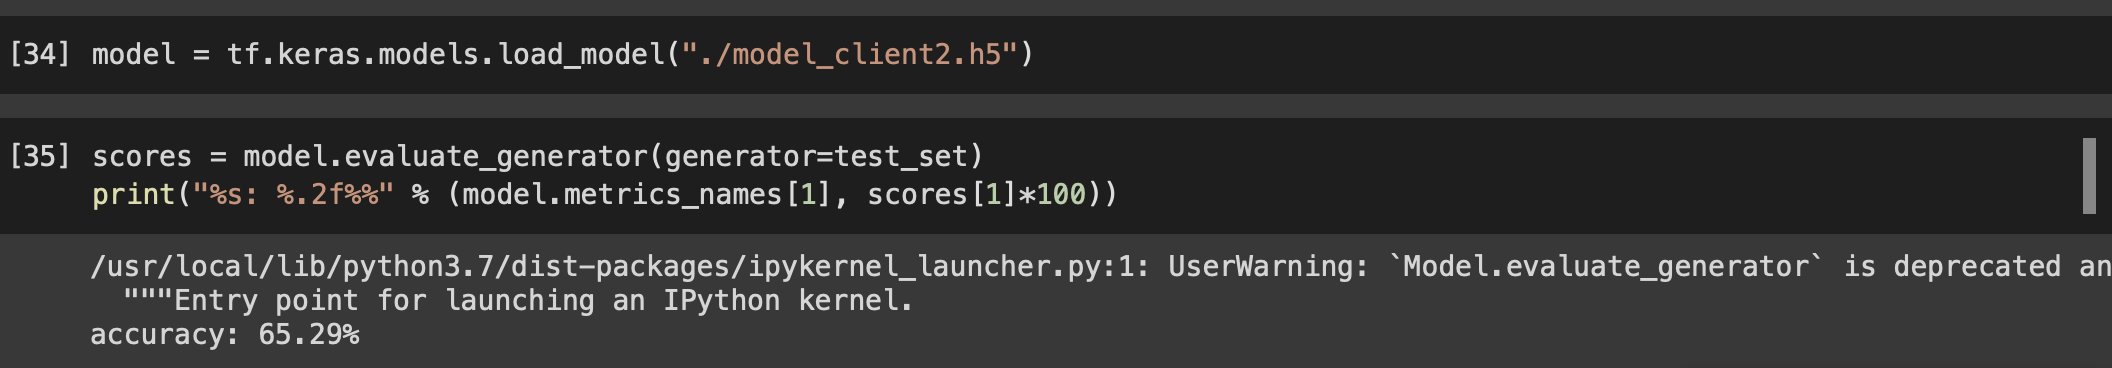 [34] model = tf.keras.models.load_model("./model_client2.h5")
[35] scores = model.evaluate_generator(generator=test_set)
print("%s: %.2f%%" % (model.metrics_names[1], scores[1]*100))
/usr/local/lib/python3.7/dist-packages/ipykernel_launcher.py:1: UserWarning: `Model.evaluate_generator` is deprecated an
"""Entry point for launching an IPython kernel.
accuracy: 65.29%